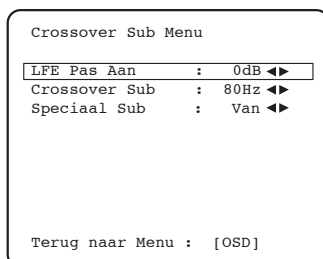 Crossover Sub Menu
LFE Pas Aan : 0dB ◀▶
Crossover Sub : 80Hz ◀▶
Speciaal Sub : Van ◀▶
Terug naar Menu : [OSD]